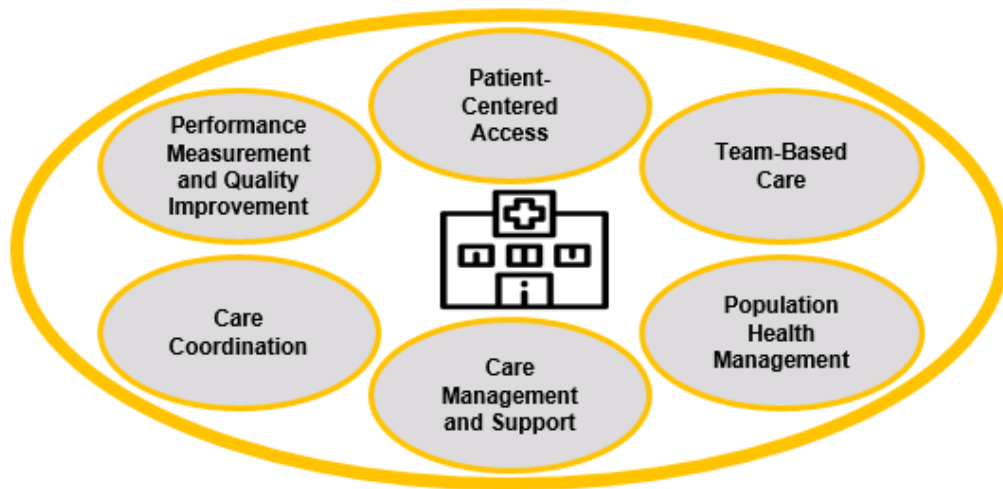 Patient-
Centered
Access
Team-Based
Care
Population
Health
Management
Care
Management
and Support
Care
Coordination
Performance
Measurement
and Quality
Improvement